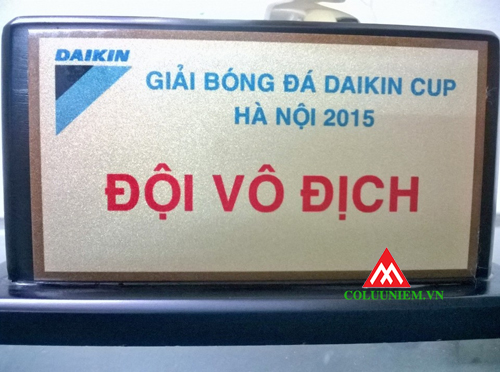 DAIKIN
GIẢI BÓNG ĐÁ DAIKIN CUP
HÀ NỘI 2015
ĐỘI VÔ ĐỊCH
COLUUNIEM.VN